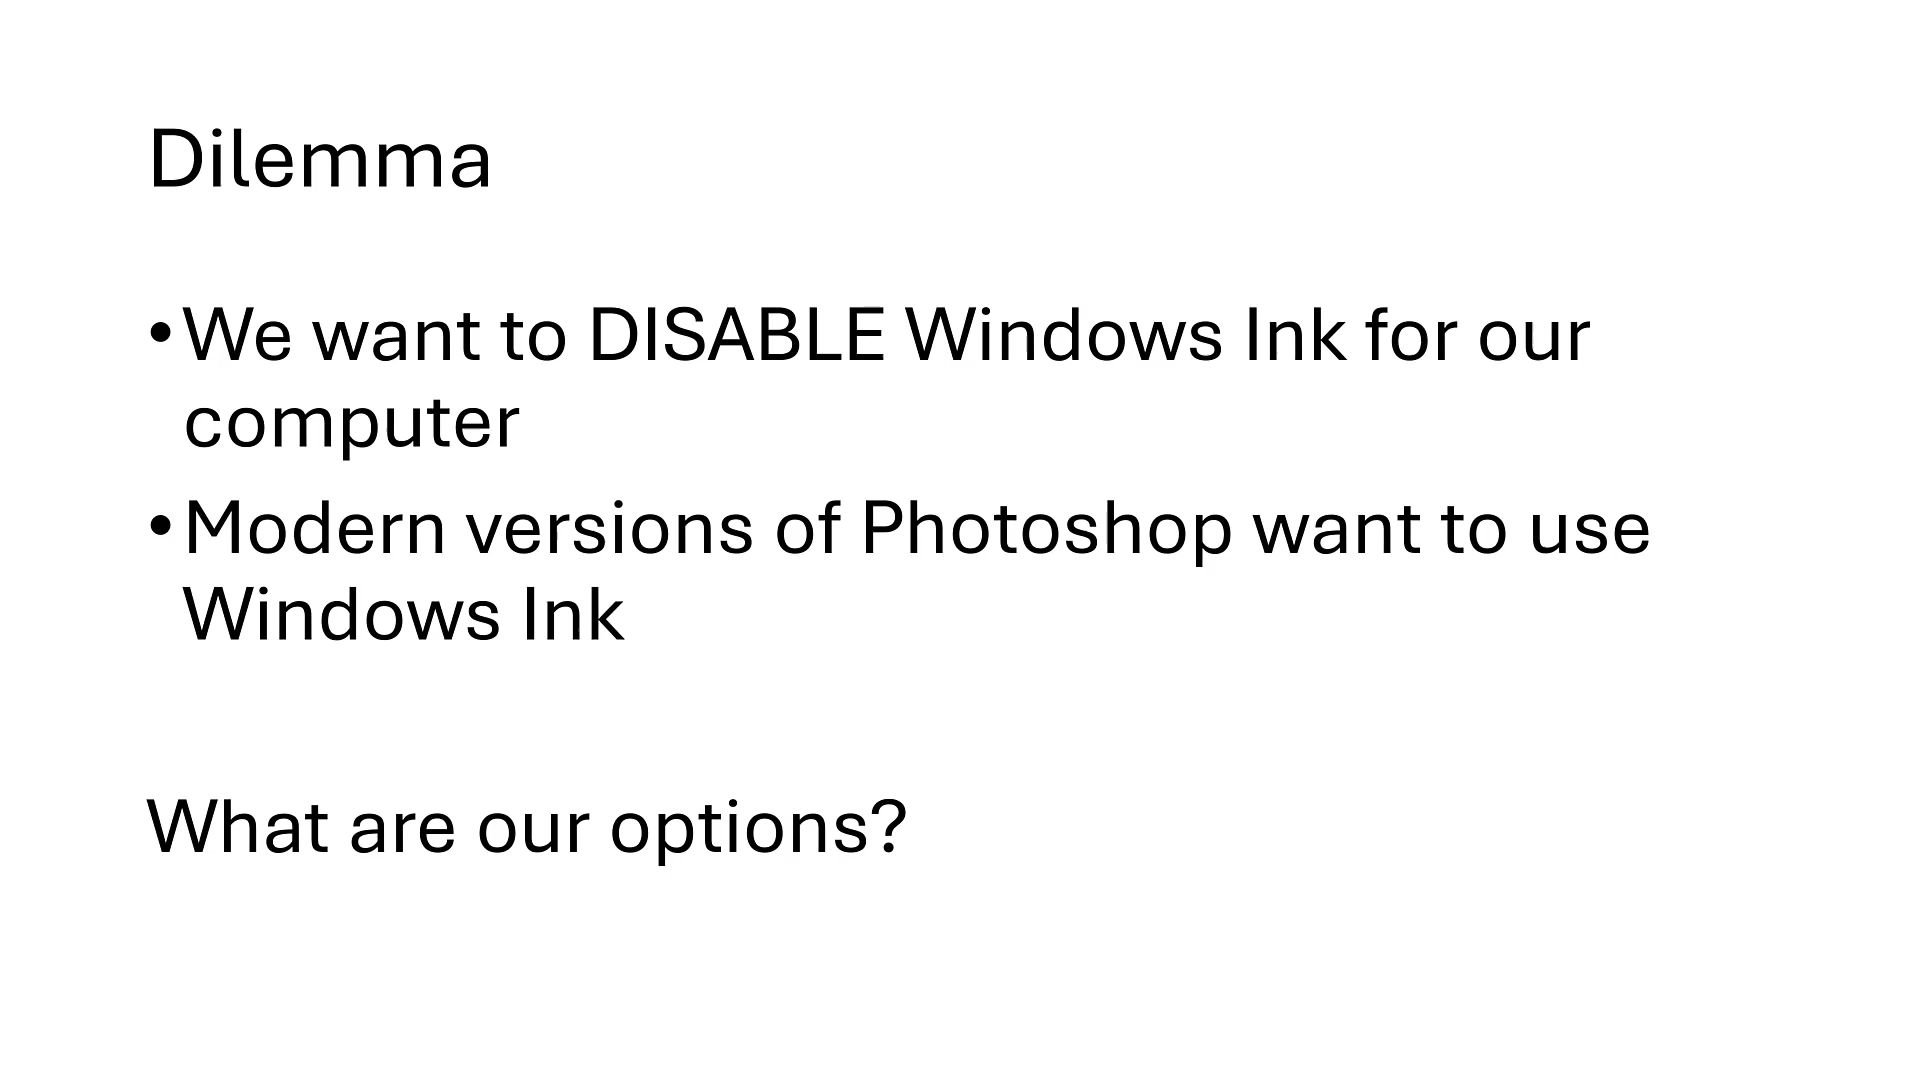 Dilemma
•We want to DISABLE Windows Ink for our
computer
•Modern versions of Photoshop want to use
Windows Ink
What are our options?